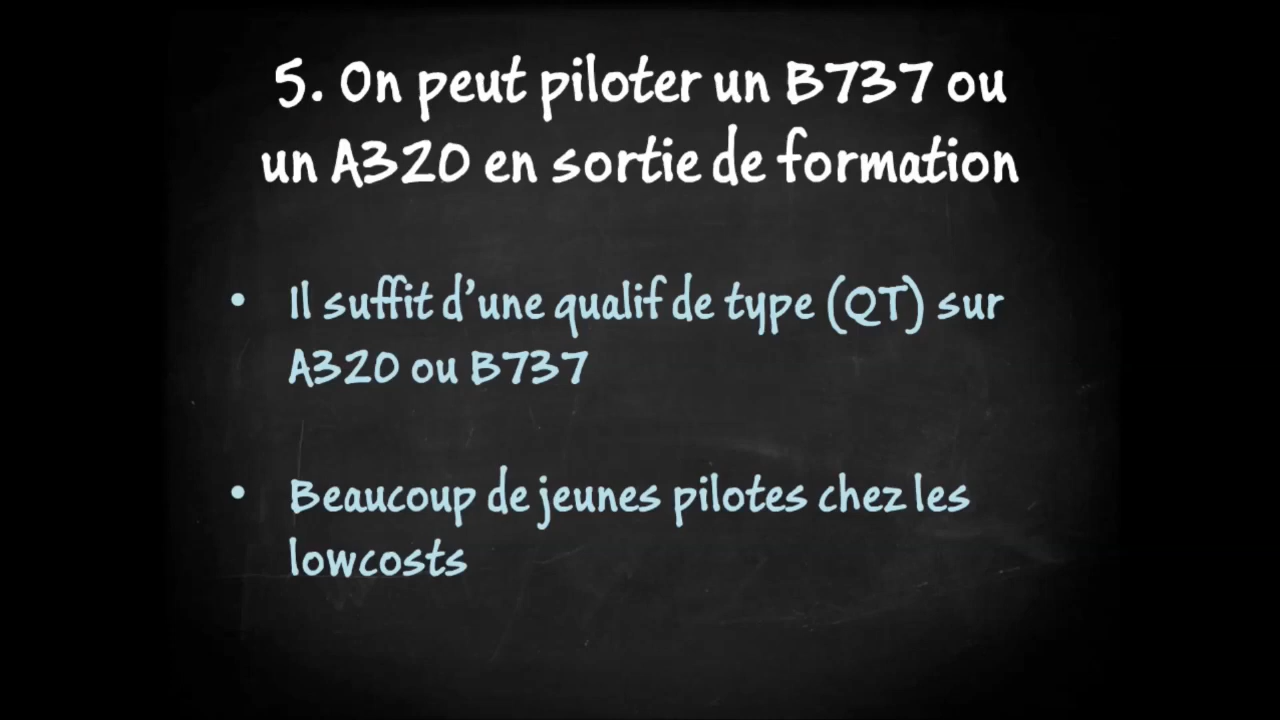 5. On peut piloter un B737 ou
un A320 en sortie de formation
• Il suffit d'une qualif de type (QT) sur
A320 ou B737
• Beaucoup de jeunes pilotes chez les
lowcosts